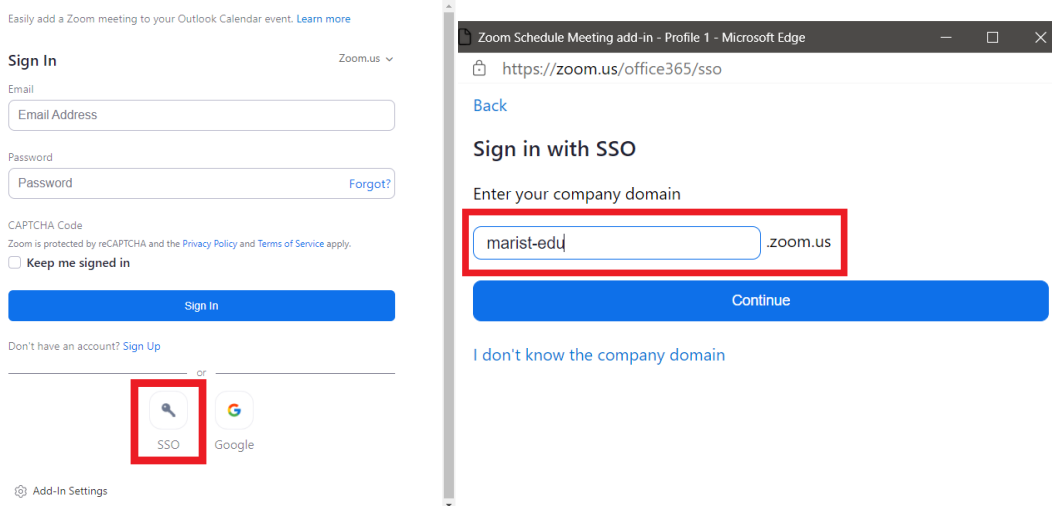 Easily add a Zoom meeting to your Outlook Calendar event. Learn more
Sign In
Zoom.us
Email
Email Address
Password
Password
Forgot?
CAPTCHA Code
Zoom is protected by reCAPTCHA and the Privacy Policy and Terms of Service apply.
Keep me signed in
Sign In
Don't have an account? Sign Up
or
SSO
Google
Add-In Settings
Zoom Schedule Meeting add-in - Profile 1 - Microsoft Edge
https://zoom.us/office365/sso
Back
Sign in with SSO
Enter your company domain
marist-edu
.zoom.us
Continue
I don't know the company domain